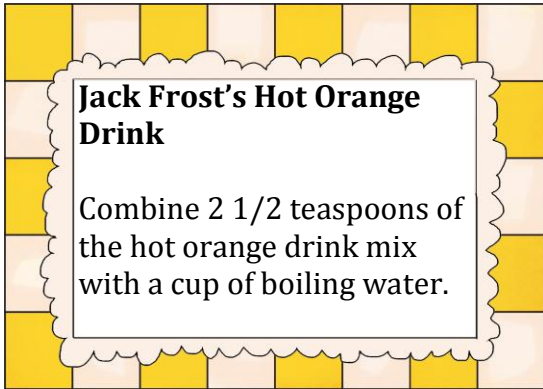 Jack Frost’s Hot Orange
Drink
Combine 2 1/2 teaspoons of
the hot orange drink mix
with a cup of boiling water.